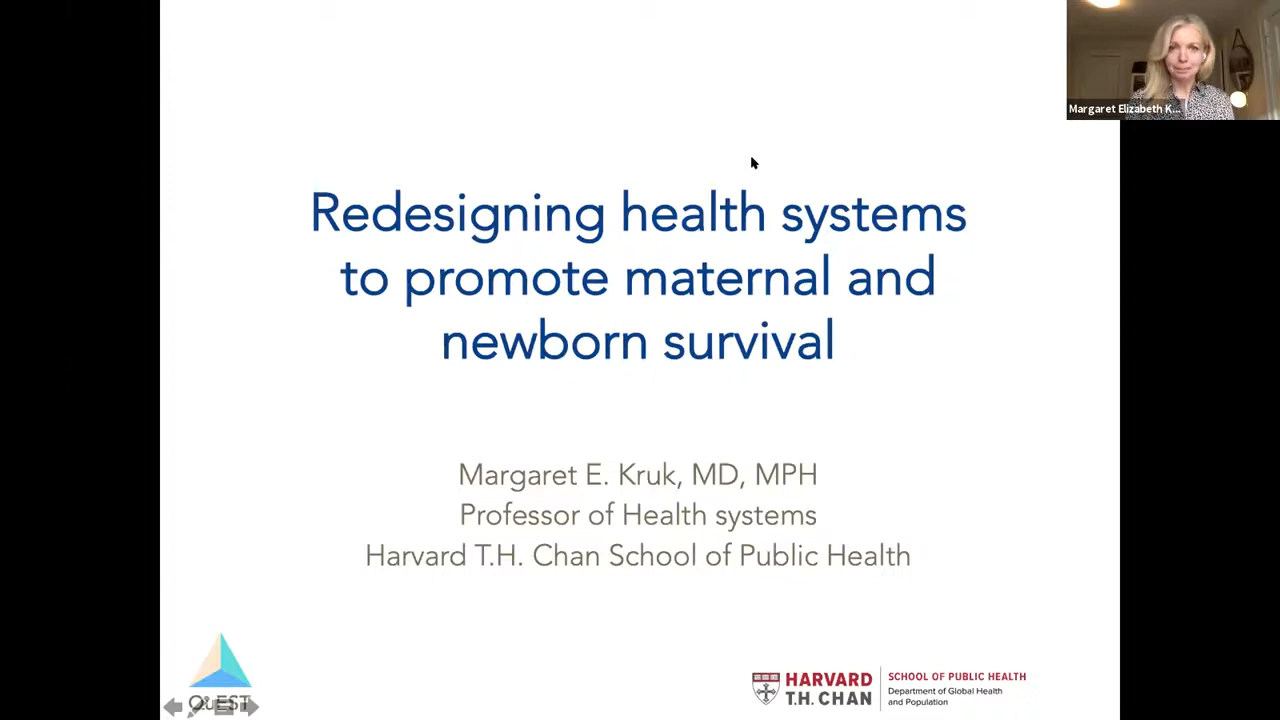 Margaret Elizabeth K...
Redesigning health systems
to promote maternal and
newborn survival
Margaret E. Kruk, MD, MPH
Professor of Health systems
Harvard T.H. Chan School of Public Health
QuEST
HARVARD
T.H. CHAN
SCHOOL OF PUBLIC HEALTH
Department of Global Health
and Population